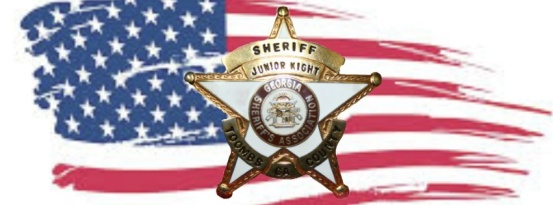 SHERIFF
JUNIOR KIGHT
GEORGIA
SHERIFF'S ASSOCIATION
TOOMBS COUNTY
GA